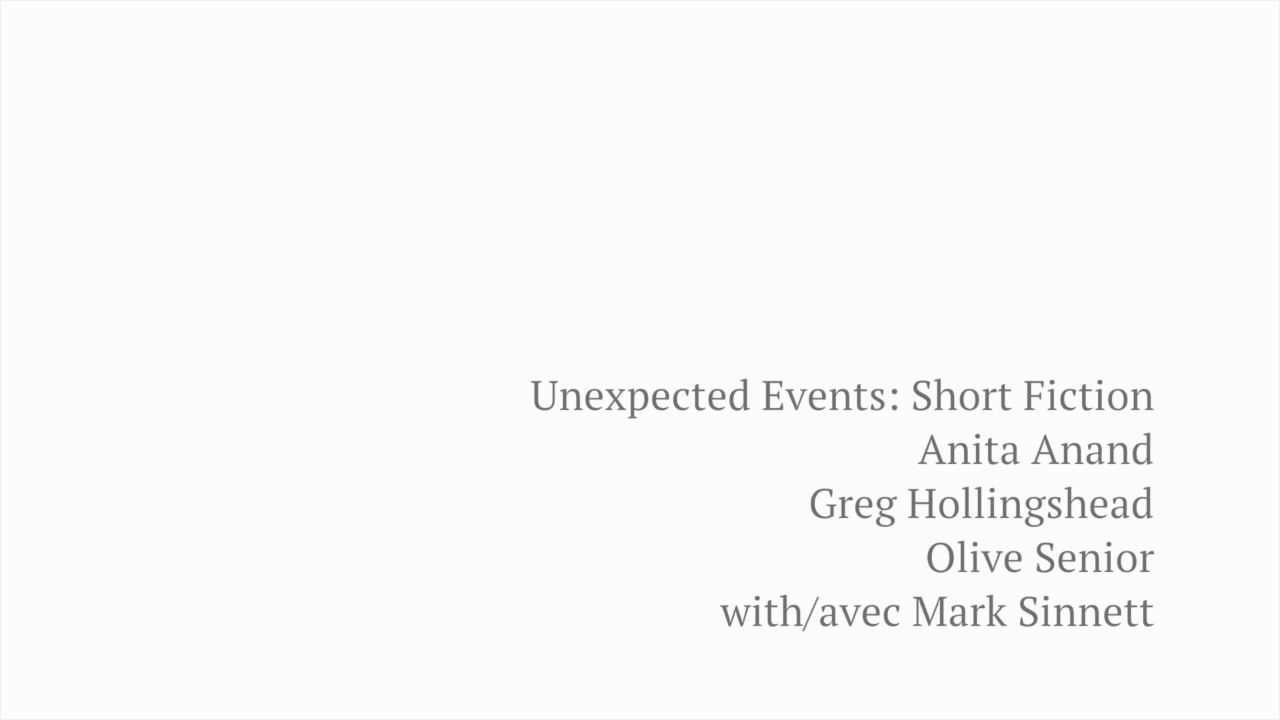 Unexpected Events: Short Fiction
Anita Anand
Greg Hollingshead
Olive Senior
with/avec Mark Sinnett